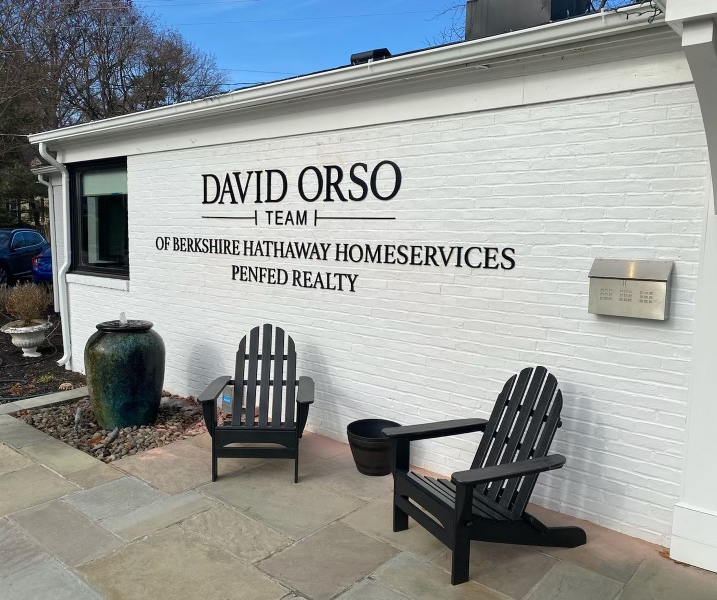 DAVID ORSO
TEAM
OF BERKSHIRE HATHAWAY HOMESERVICES
PENFED REALTY